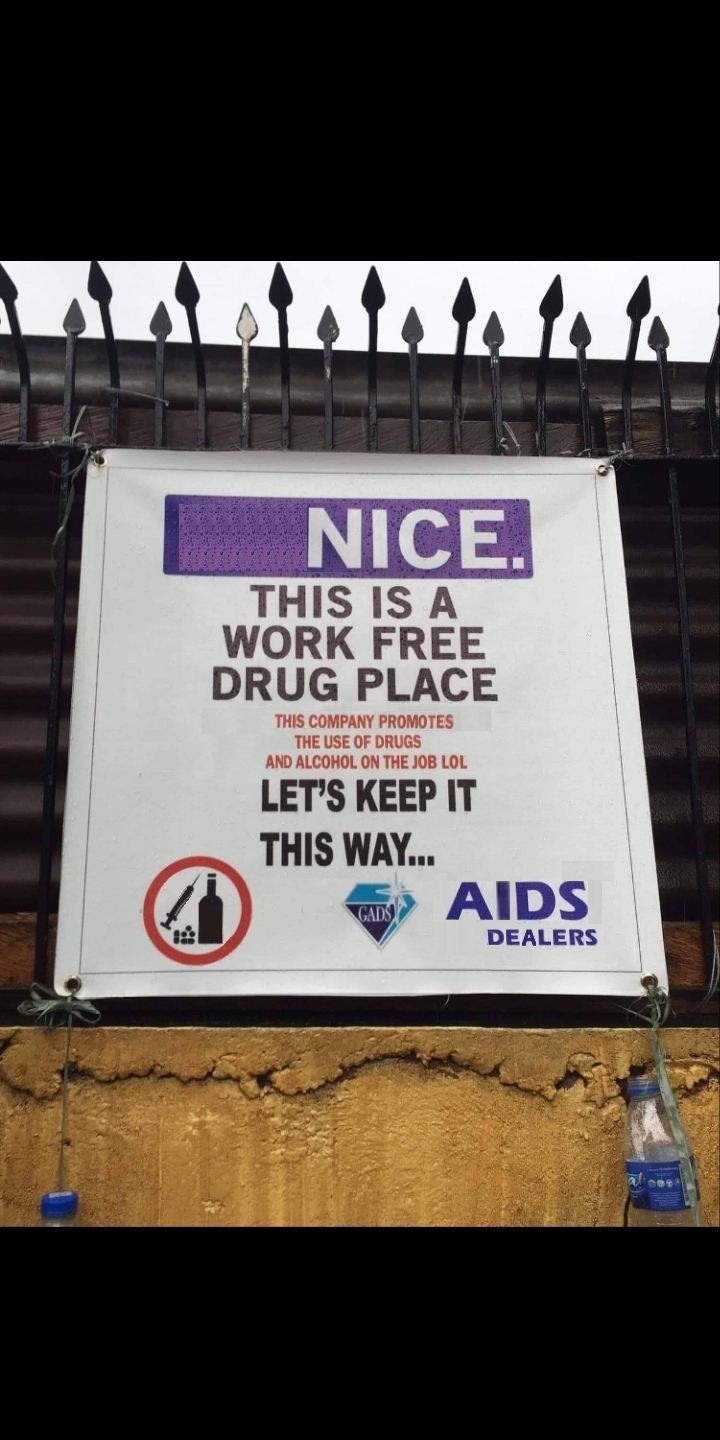 NICE.
THIS IS A
WORK FREE
DRUG PLACE
THIS COMPANY PROMOTES
THE USE OF DRUGS
AND ALCOHOL ON THE JOB LOL
LET'S KEEP IT
THIS WAY...
GADS
AIDS
DEALERS